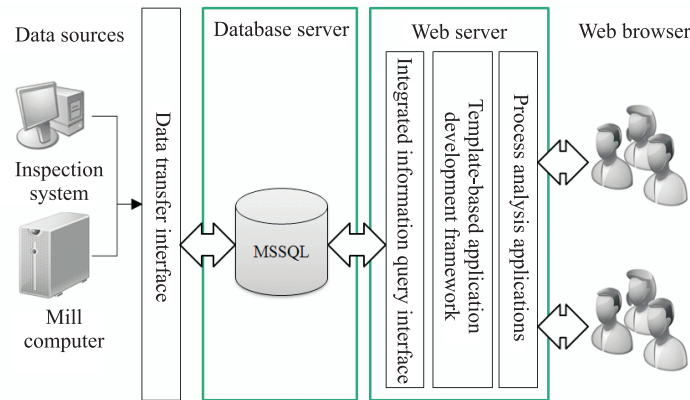 Data sources
Database server
Web server
Web browser
Inspection
system
Mill
computer
Data transfer interface
MSSQL
Integrated information query interface
Template-based application
development framework
Process analysis applications